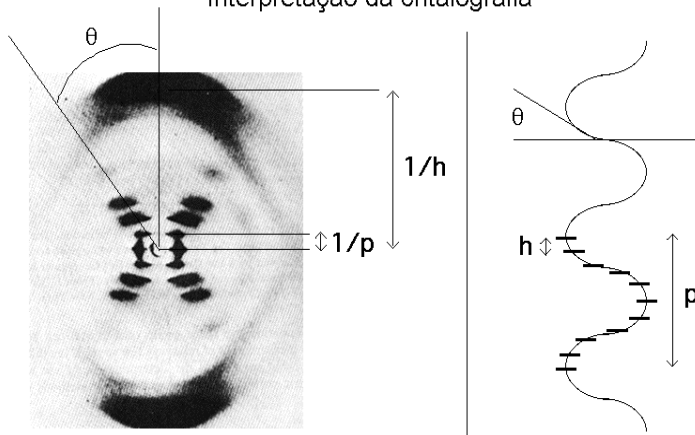 Interpretação da cristalografia
θ
1/h
1/p
θ
h
p